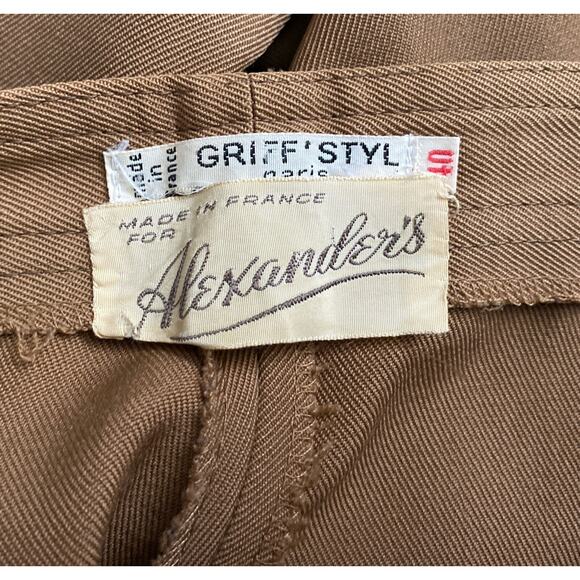 made
in
France
GRIFF'STYL
paris
40
MADE IN FRANCE
FOR
Alexander's